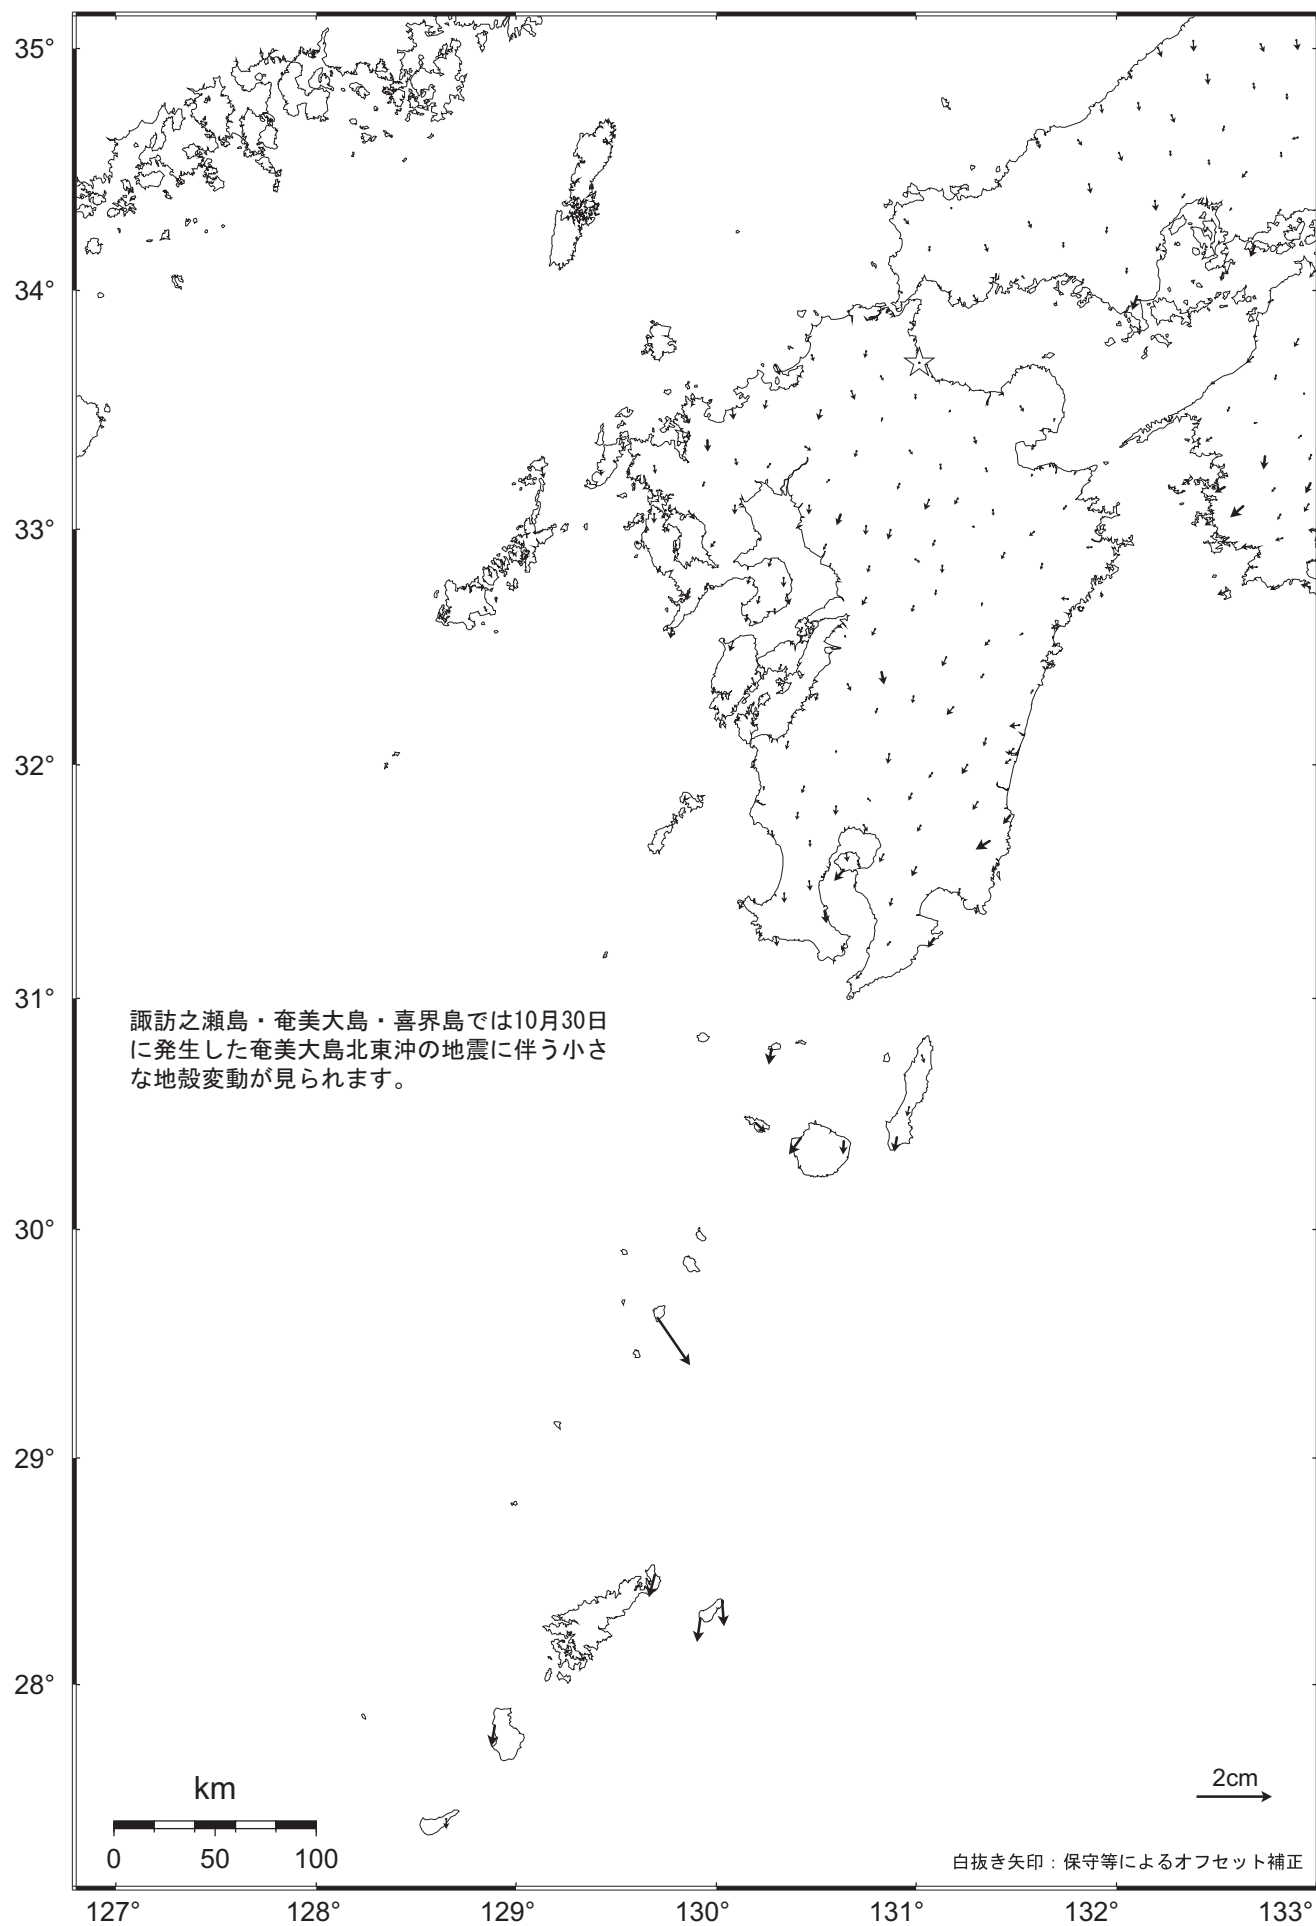 35°
34°
33°
32°
31°
諏訪之瀬島・奄美大島・喜界島では10月30日
に発生した奄美大島北東沖の地震に伴う小さ
な地殻変動が見られます。
30°
29°
28°
km
0 50 100
2cm
白抜き矢印:保守等によるオフセット補正
127° 128° 129° 130° 131° 132° 133°